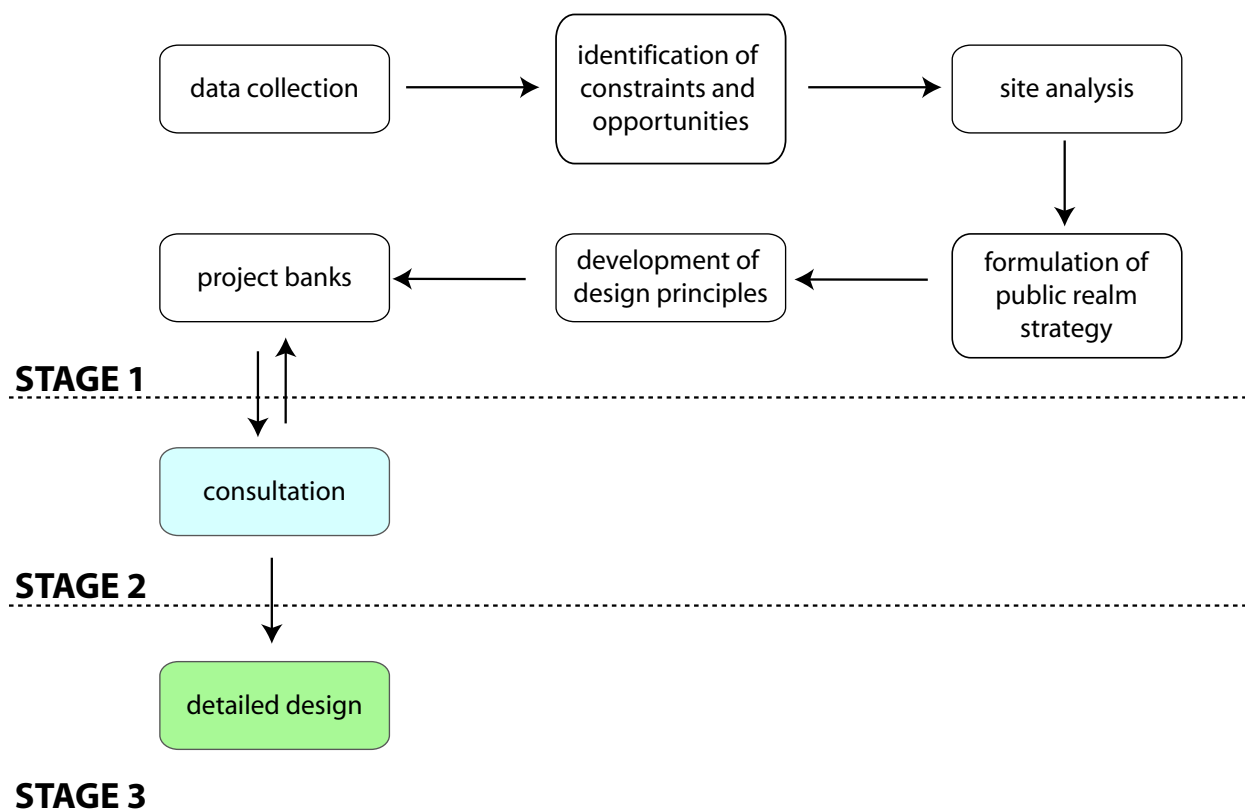 data collection
identification of
constraints and
opportunities
site analysis
formulation of
public realm
strategy
development of
design principles
project banks
STAGE 1
consultation
STAGE 2
detailed design
STAGE 3